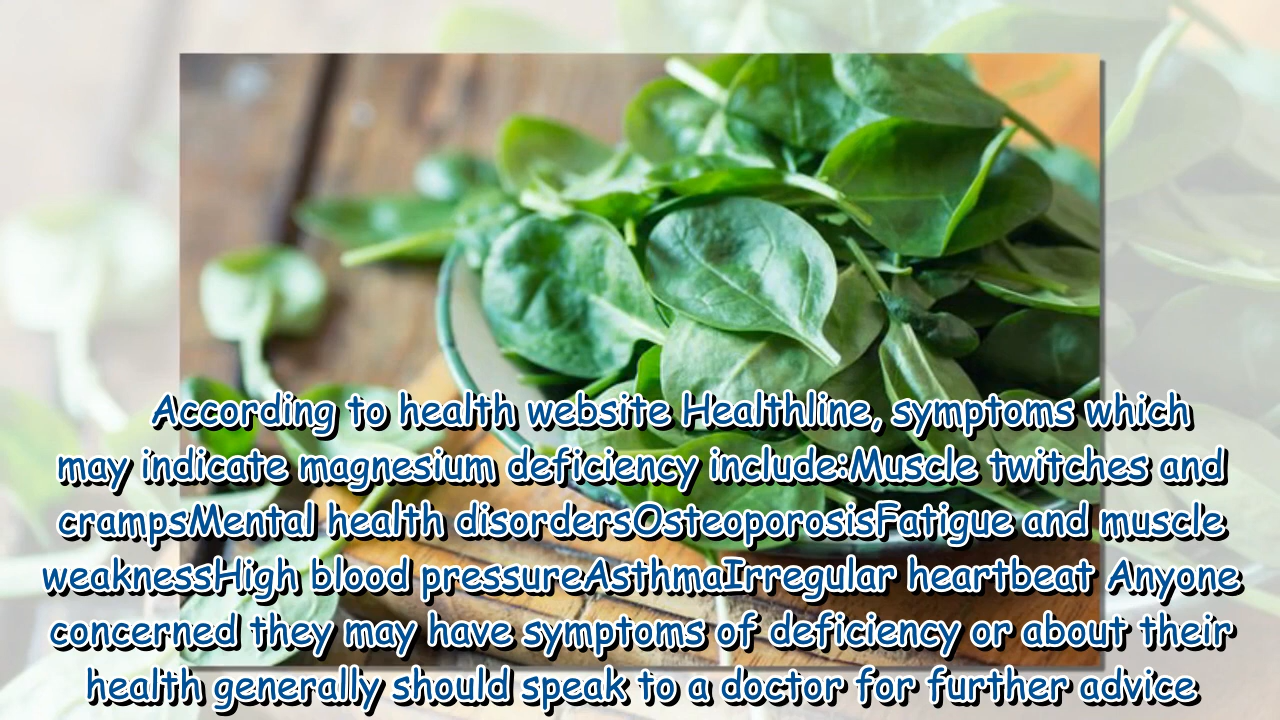 According to health website Healthline, symptoms which
may indicate magnesium deficiency include:Muscle twitches and
crampsMental health disordersOsteoporosisFatigue and muscle
weaknessHigh blood pressureAsthmaIrregular heartbeat Anyone
concerned they may have symptoms of deficiency or about their
health generally should speak to a doctor for further advice